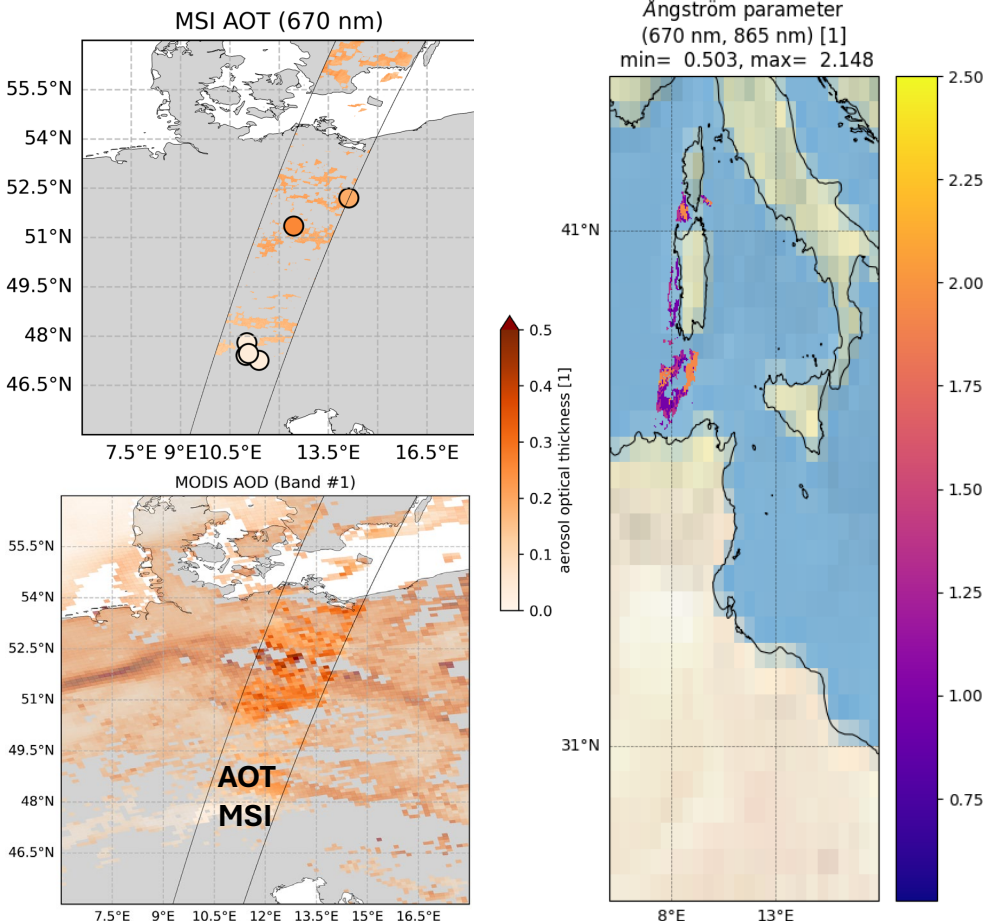 MSI AOT (670 nm)
55.5°N
54°N
52.5°N
51°N
49.5°N
48°N
46.5°N
7.5°E 9°E10.5°E 13.5°E 16.5°E
0.5
0.4
0.3
0.2
0.1
0.0
aerosol optical thickness [1]
MODIS AOD (Band #1)
55.5°N
54°N
52.5°N
51°N
49.5°N
48°N
46.5°N
AOT
MSI
7.5°E 9°E 10.5°E 12°E 13.5°E 15°E 16.5°E
Ångström parameter
(670 nm, 865 nm) [1]
min= 0.503, max= 2.148
41°N
31°N
8°E 13°E
2.50
2.25
2.00
1.75
1.50
1.25
1.00
0.75